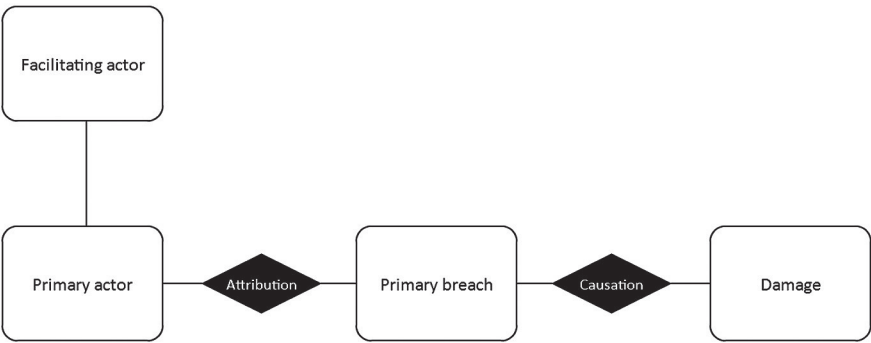 Facilitating actor
Primary actor
Attribution
Primary breach
Causation
Damage